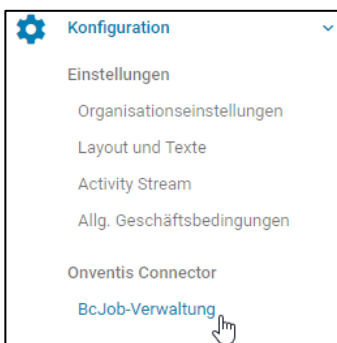 Konfiguration
Einstellungen
Organisationseinstellungen
Layout und Texte
Activity Stream
Allg. Geschäftsbedingungen
Onventis Connector
BcJob-Verwaltung